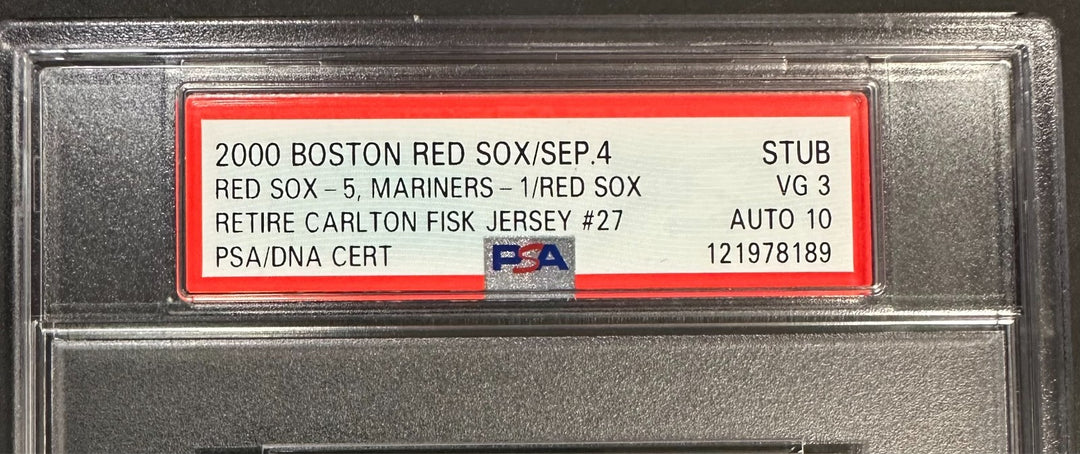 2000 BOSTON RED SOX/SEP.4 STUB
RED SOX - 5, MARINERS - 1/RED SOX VG 3
RETIRE CARLTON FISK JERSEY #27 AUTO 10
PSA/DNA CERT PSA 121978189